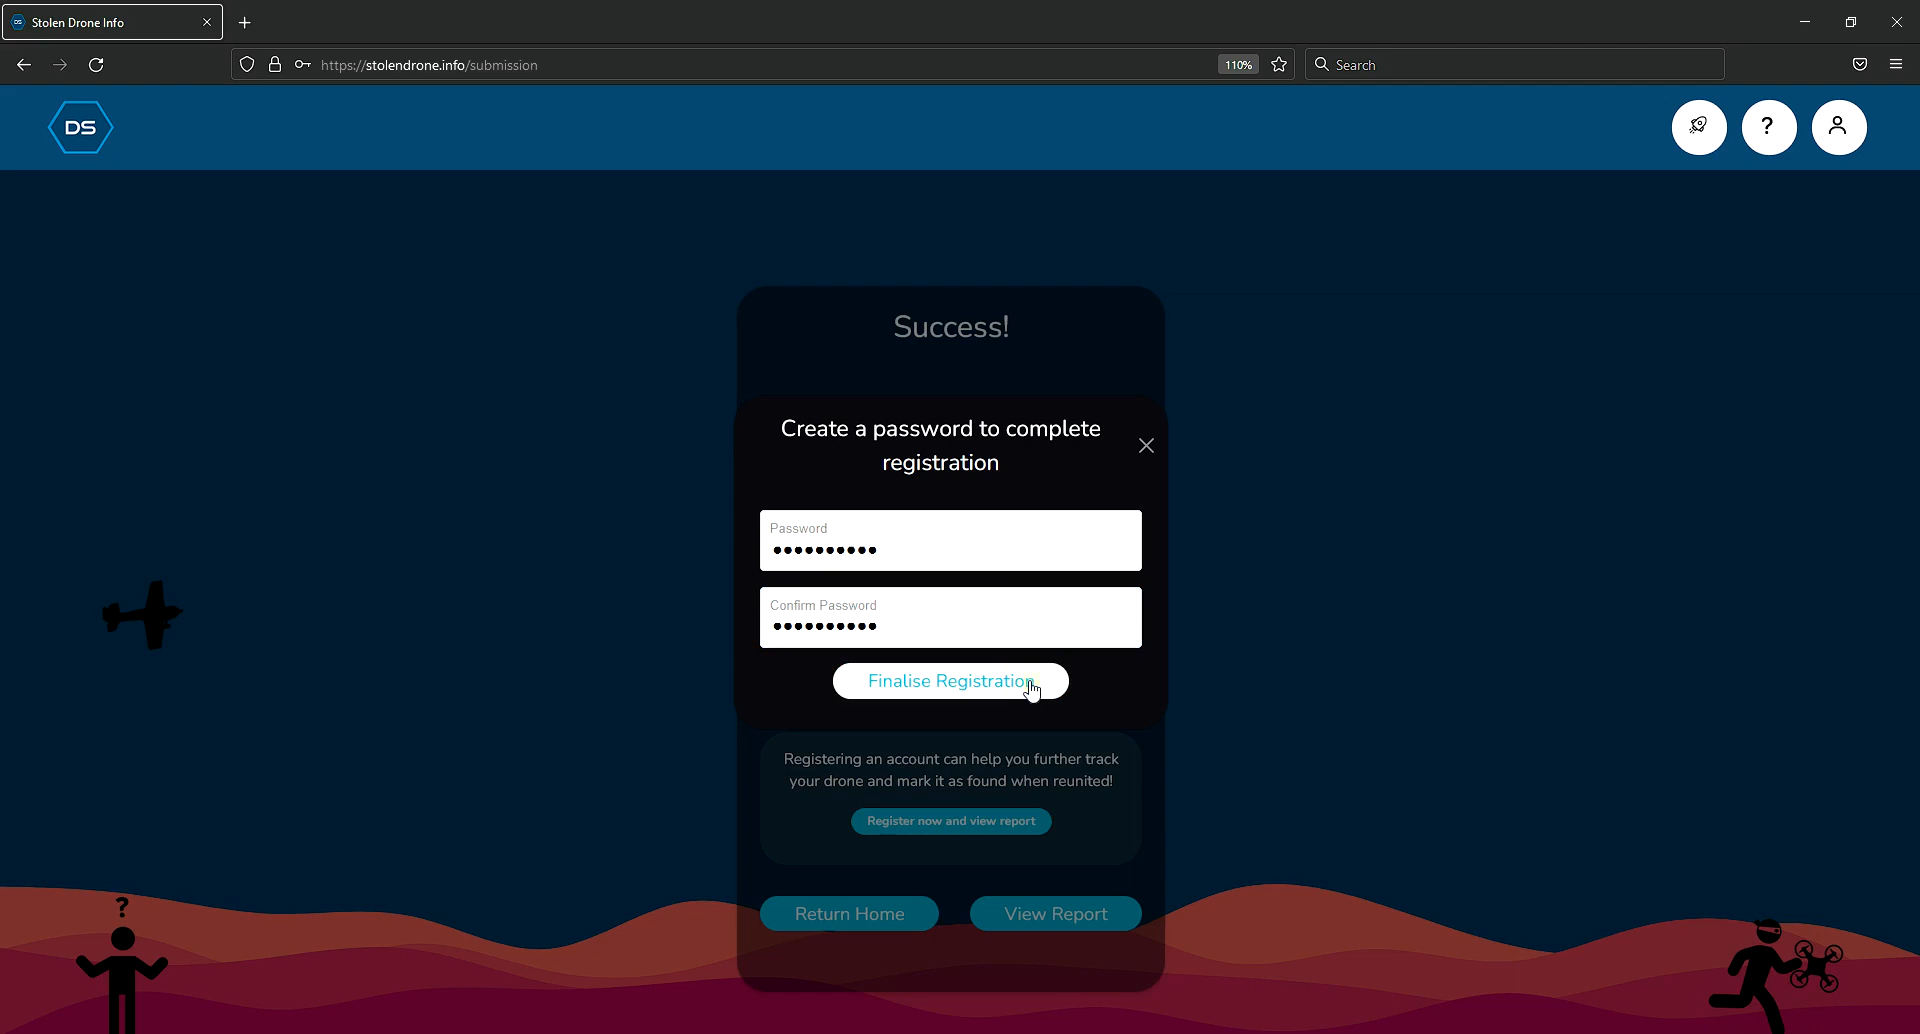 Stolen Drone Info
https://stolendrone.info/submission
110%
Search
DS
?
Success!
Create a password to complete
registration
Password
Confirm Password
Finalise Registration
Registering an account can help you further track
your drone and mark it as found when reunited!
Register now and view report
Return Home
View Report
?